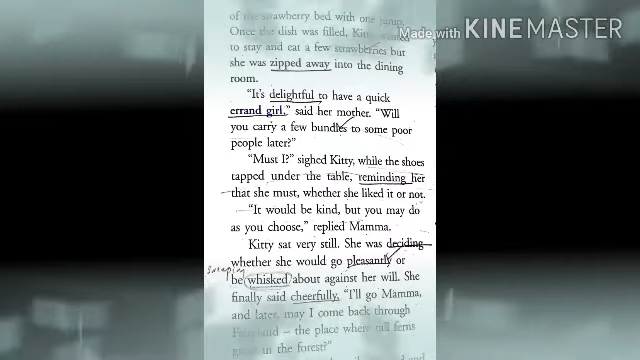 Made with KINEMASTER
of the strawberry bed with one jump.
Once the dish was filled, Kitty wanted
to stay and eat a few strawberries but
she was zipped away into the dining
room.
"It's delightful to have a quick
errand girl," said her mother. "Will
you carry a few bundles to some poor
people later?"
"Must I?" sighed Kitty, while the shoes
tapped under the table, reminding her
that she must, whether she liked it or not.
"It would be kind, but you may do
as you choose," replied Mamma.
Kitty sat very still. She was deciding
whether she would go pleasantly or
sweeping
be whisked about against her will. She
finally said cheerfully, "I'll go Mamma,
and later, may I come back through
Fairyland – the place where tall ferns
grow in the forest?"